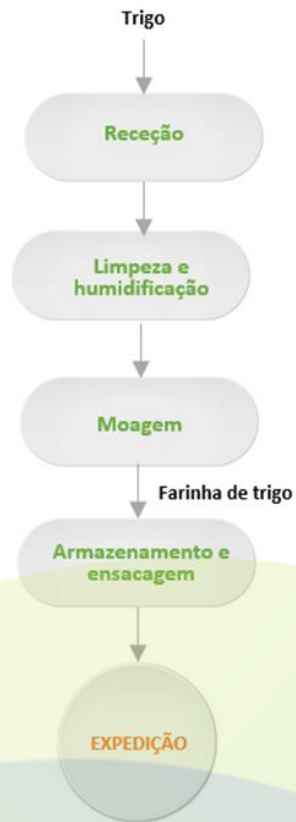 Trigo
Receção
Limpeza e
humidificação
Moagem
Farinha de trigo
Armazenamento e
ensacagem
EXPEDIÇÃO